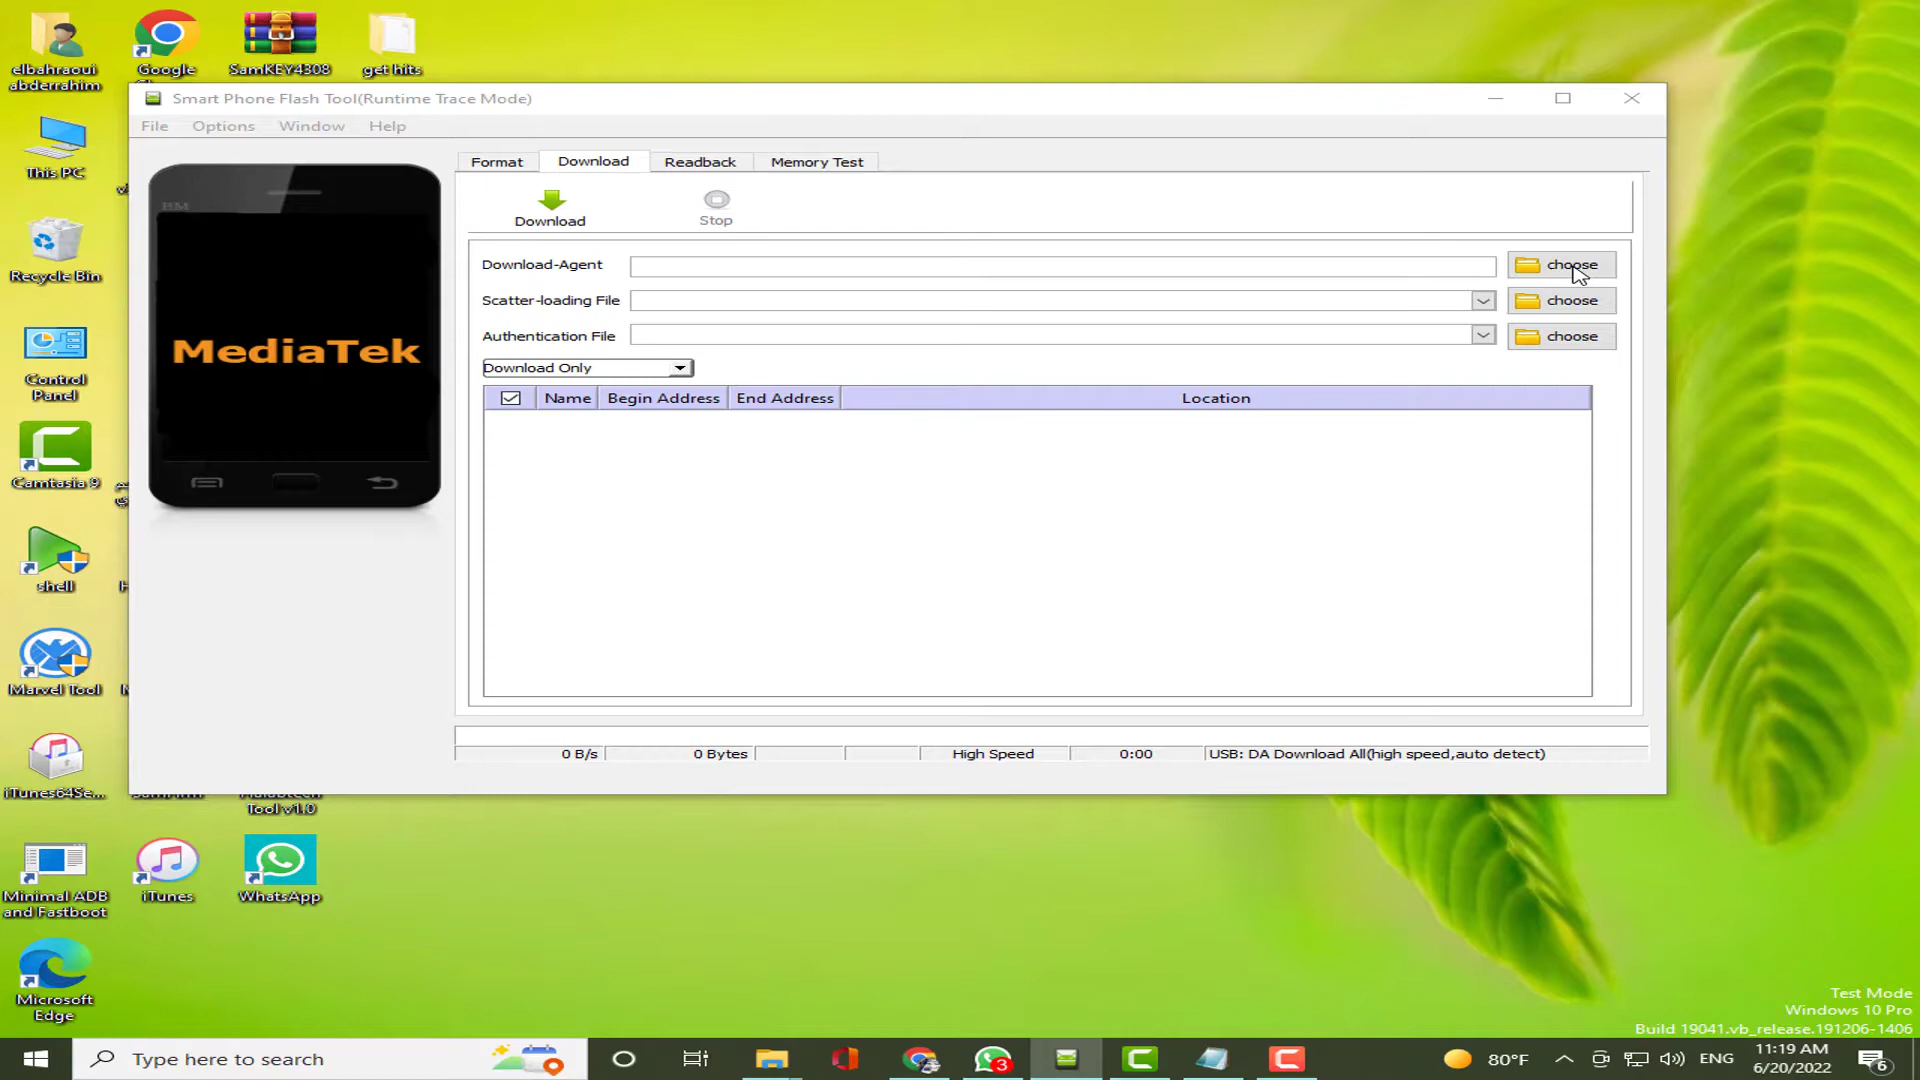 elbahraoui
abderrahim
Google
SamKEY4308
get hits
Smart Phone Flash Tool(Runtime Trace Mode)
File Options Window Help
This PC
BM
MediaTek
Format Download Readback Memory Test
Download Stop
Download-Agent choose
Scatter-loading File choose
Authentication File choose
Download Only
Name Begin Address End Address Location
Recycle Bin
Control
Panel
Camtasia 9
shell
Marvel Tool
iTunes64Se...
0 B/s 0 Bytes High Speed 0:00 USB: DA Download All(high speed,auto detect)
Tool v1.0
Minimal ADB
and Fastboot
iTunes
WhatsApp
Microsoft
Edge
Test Mode
Windows 10 Pro
Build 19041.vb_release.191206-1406
Type here to search
3
80°F
ENG
11:19 AM
6/20/2022
6